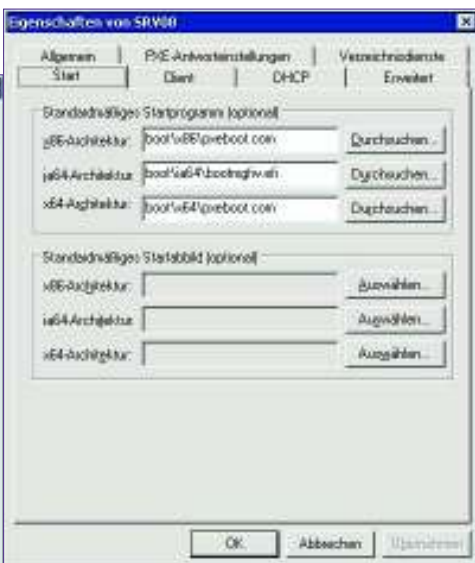 Eigenschaften von SRV08
Allgemein PXE-Antworteinstellungen Verzeichnisdienste
Start Client DHCP Erweitert
Standardmäßiges Startprogramm (optional)
x86-Architektur: boot\x86\pxeboot.com Durchsuchen...
ia64-Architektur: boot\ia64\bootmgfw.efi Durchsuchen...
x64-Architektur: boot\x64\pxeboot.com Durchsuchen...
Standardmäßiges Startabbild (optional)
x86-Architektur: Auswählen...
ia64-Architektur: Auswählen...
x64-Architektur: Auswählen...
OK Abbrechen Übernehmen